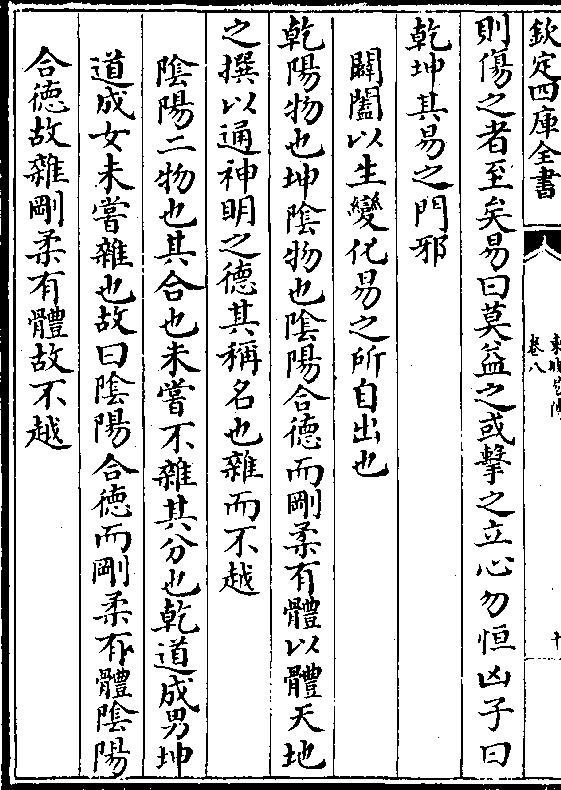 欽定四庫全書
卷八
則傷之者至矣易曰莫益之或擊之立心勿恒凶子曰
乾坤其易之門邪
闢闔以生變化易之所自出也
乾陽物也坤陰物也陰陽合德而剛柔有體以體天地
之撰以通神明之德其稱名也雜而不越
陰陽二物也其合也未嘗不雜其分也乾道成男坤
道成女未嘗雜也故曰陰陽合德而剛柔有體陰陽
合德故雜剛柔有體故不越